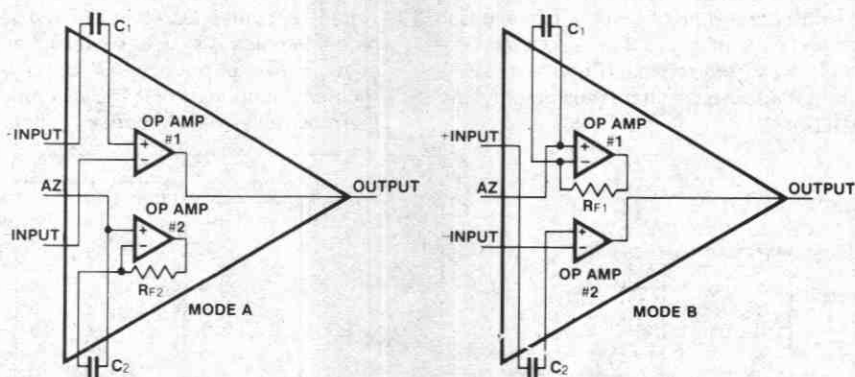 C1
OP AMP
#1
-INPUT
AZ
OP AMP
#2
INPUT
OUTPUT
RF2
MODE A
C2
C1
OP AMP
#1
+INPUT
AZ
RF1
OUTPUT
-INPUT
OP AMP
#2
MODE B
C2